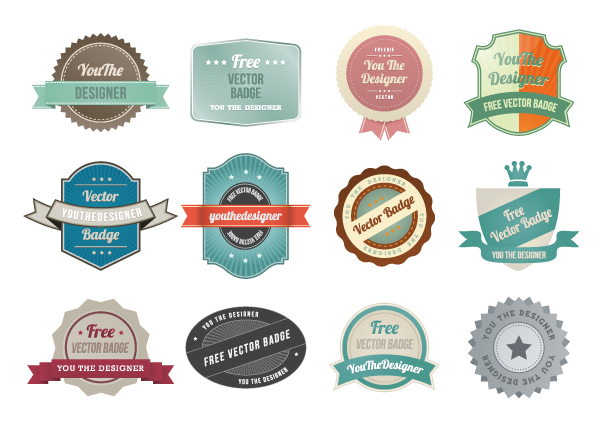 YouThe
DESIGNER
Free
VECTOR
BADGE
YOU THE DESIGNER
FREEBIE
You The
Designer
VECTOR
YouThe
Designer
FREE VECTOR BADGE
Vector
YOUTHEDESIGNER
Badge
FREE VECTOR BADGE
youthedesigner
FREE VECTOR BADGE
YOU THE DESIGNER
Vector Badge
YOU THE DESIGNER
Free
Vector Badge
YOU THE DESIGNER
Free
VECTOR BADGE
YOU THE DESIGNER
YOU THE DESIGNER
FREE VECTOR BADGE
YOU THE DESIGNER
Free
VECTOR BADGE
YouTheDesigner
YOU THE DESIGNER
YOU THE DESIGNER